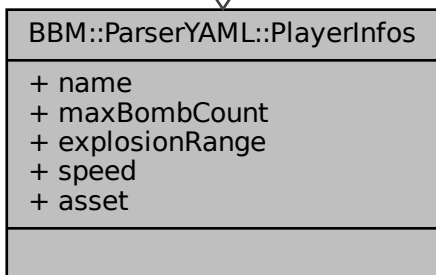 BBM::ParserYAML::PlayerInfos
+ name
+ maxBombCount
+ explosionRange
+ speed
+ asset